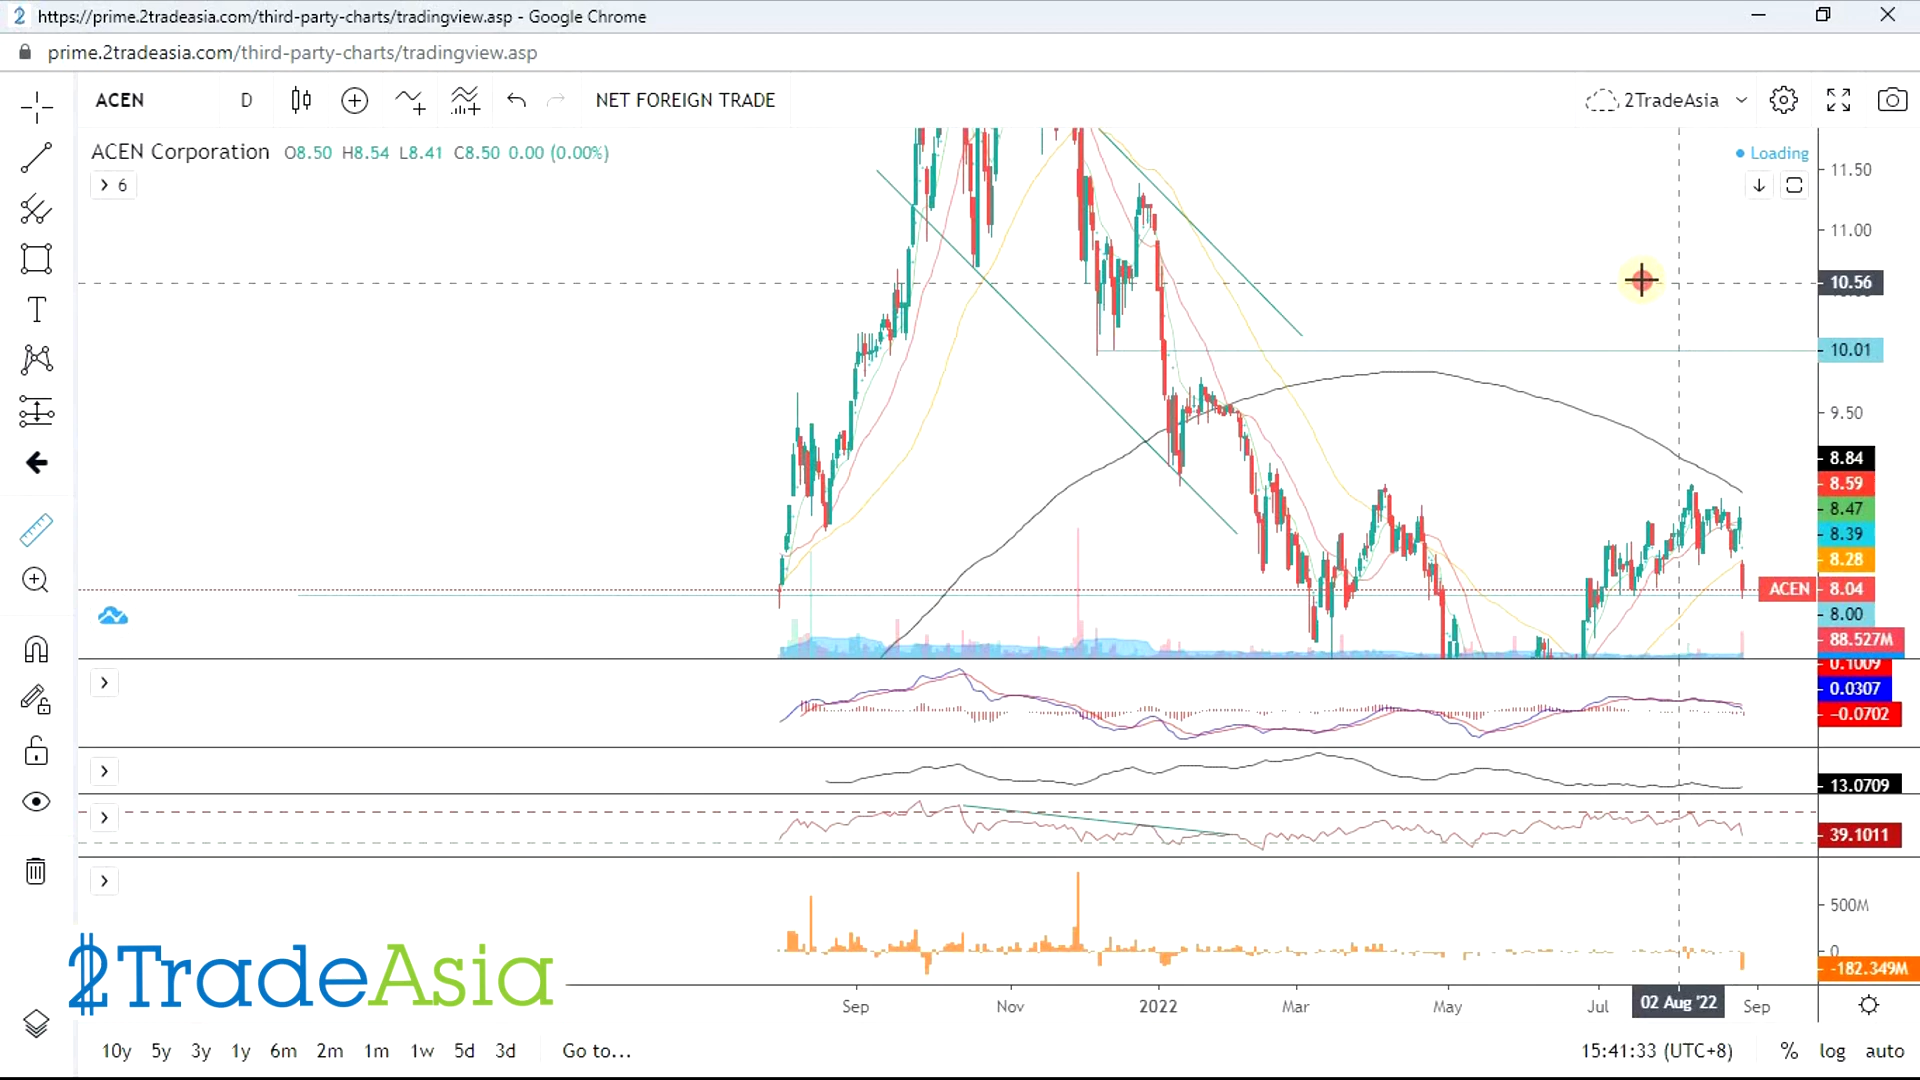 https://prime.2tradeasia.com/third-party-charts/tradingview.asp - Google Chrome
prime.2tradeasia.com/third-party-charts/tradingview.asp
ACEN D NET FOREIGN TRADE 2TradeAsia
ACEN Corporation O8.50 H8.54 L8.41 C8.50 0.00 (0.00%)
Loading
6
11.50
11.00
10.56
10.01
9.50
8.84
8.59
8.47
8.39
8.28
ACEN 8.04
8.00
88.527M
0.1009
0.0307
-0.0702
13.0709
39.1011
500M
0
-182.349M
2TradeAsia
Sep Nov 2022 Mar May Jul 02 Aug '22 Sep
10y 5y 3y 1y 6m 2m 1m 1w 5d 3d Go to... 15:41:33 (UTC+8) % log auto